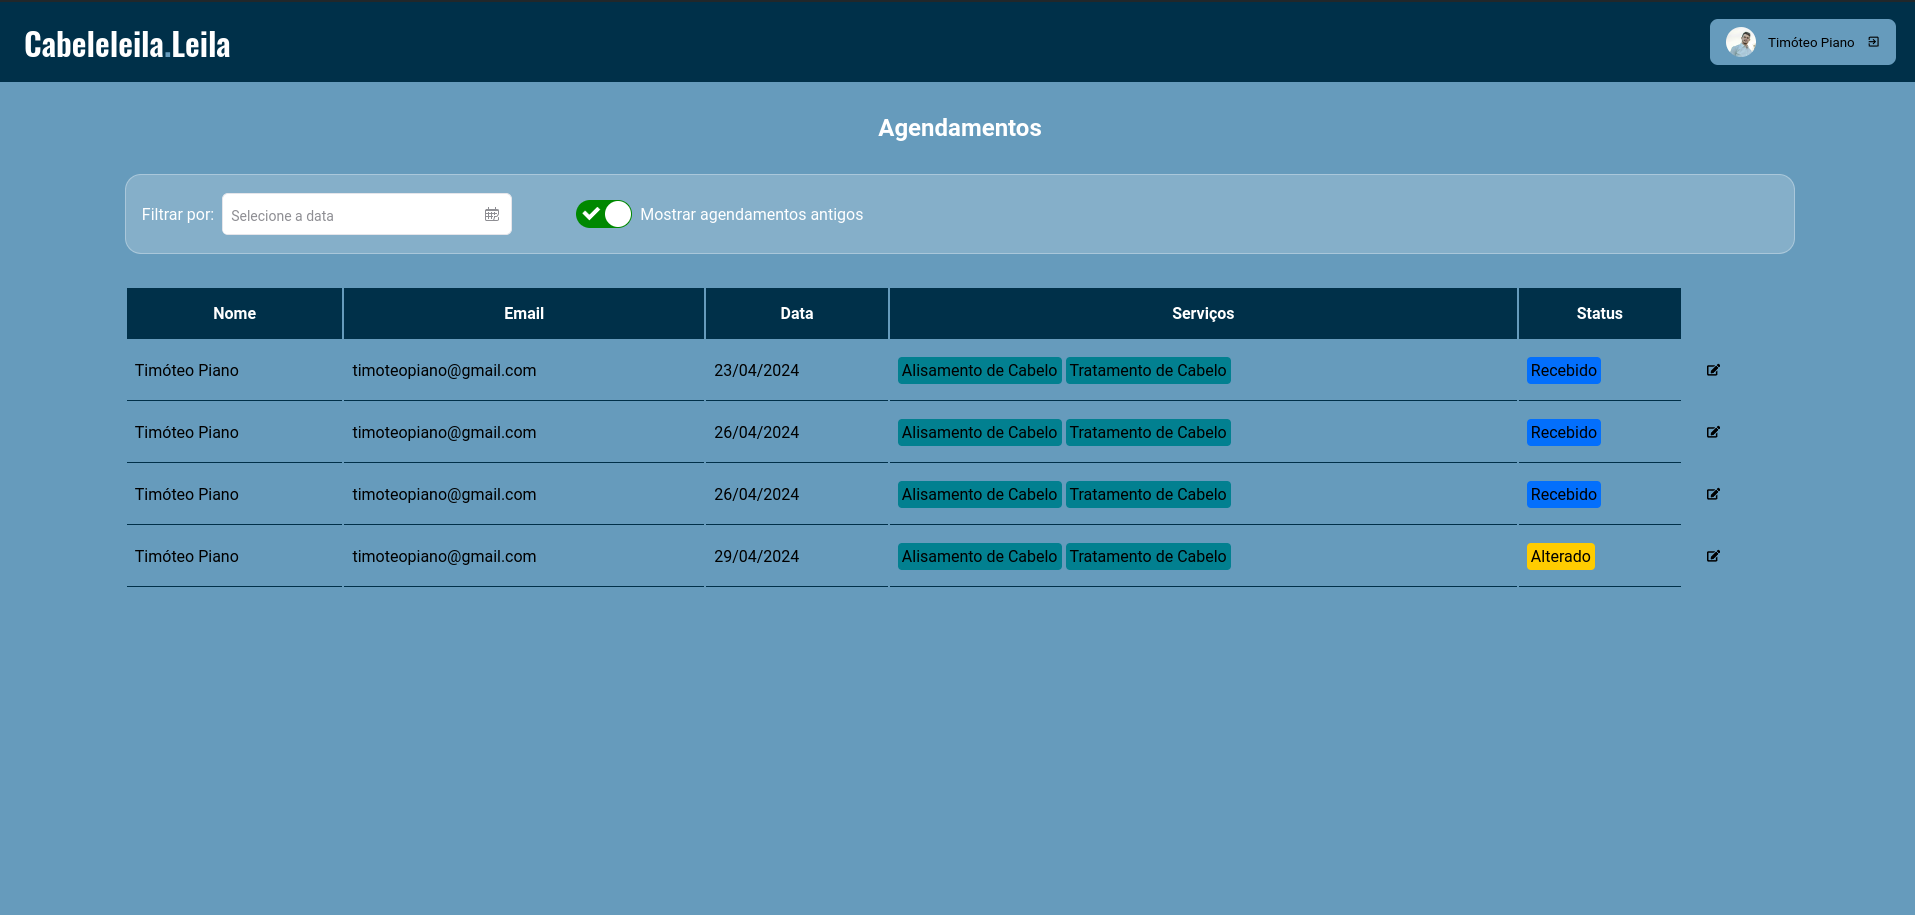 Cabeleleila.Leila
Timóteo Piano
Agendamentos
Filtrar por: Selecione a data Mostrar agendamentos antigos
Nome Email Data Serviços Status
Timóteo Piano timoteopiano@gmail.com 23/04/2024 Alisamento de Cabelo Tratamento de Cabelo Recebido
Timóteo Piano timoteopiano@gmail.com 26/04/2024 Alisamento de Cabelo Tratamento de Cabelo Recebido
Timóteo Piano timoteopiano@gmail.com 26/04/2024 Alisamento de Cabelo Tratamento de Cabelo Recebido
Timóteo Piano timoteopiano@gmail.com 29/04/2024 Alisamento de Cabelo Tratamento de Cabelo Alterado